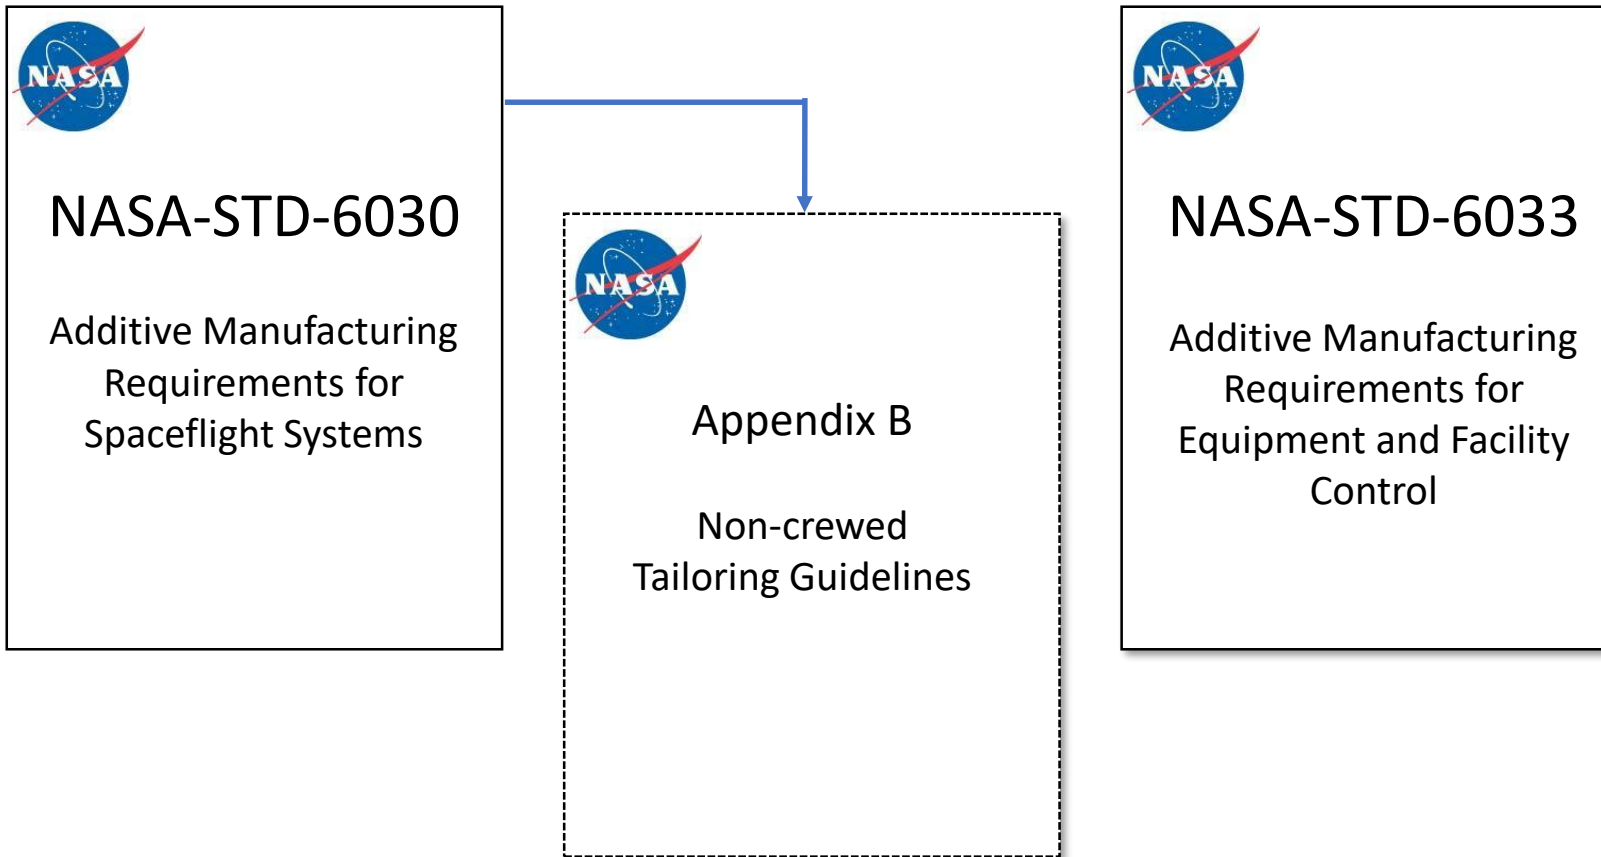 NASA
NASA-STD-6030
Additive Manufacturing
Requirements for
Spaceflight Systems
NASA
Appendix B
Non-crewed
Tailoring Guidelines
NASA
NASA-STD-6033
Additive Manufacturing
Requirements for
Equipment and Facility
Control